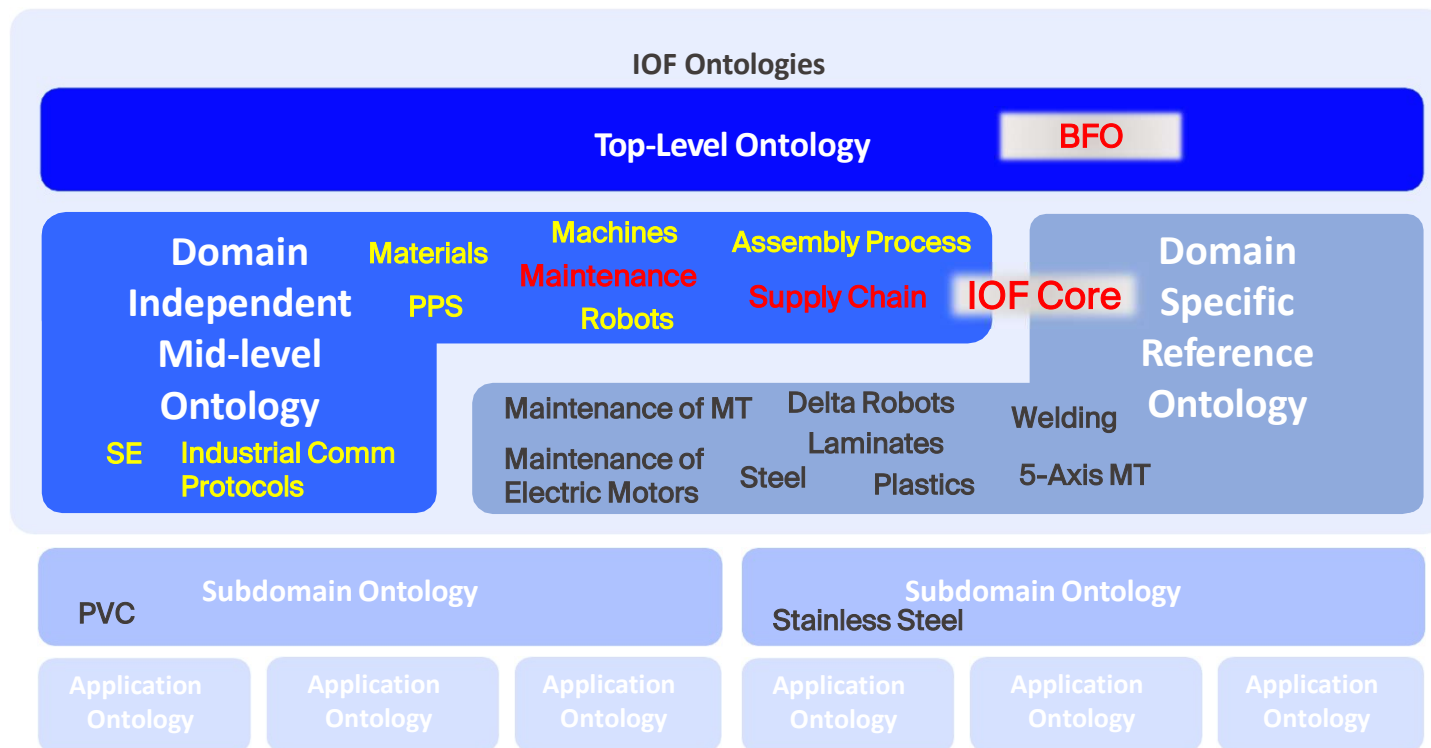 IOF Ontologies
Top-Level Ontology
BFO
Domain
Independent
Mid-level
Ontology
Materials
PPS
Machines
Maintenance
Robots
Assembly Process
Supply Chain
IOF Core
SE
Industrial Comm
Protocols
Domain
Specific
Reference
Ontology
Maintenance of MT
Maintenance of
Electric Motors
Delta Robots
Laminates
Steel
Plastics
Welding
5-Axis MT
Subdomain Ontology
PVC
Subdomain Ontology
Stainless Steel
Application
Ontology
Application
Ontology
Application
Ontology
Application
Ontology
Application
Ontology
Application
Ontology